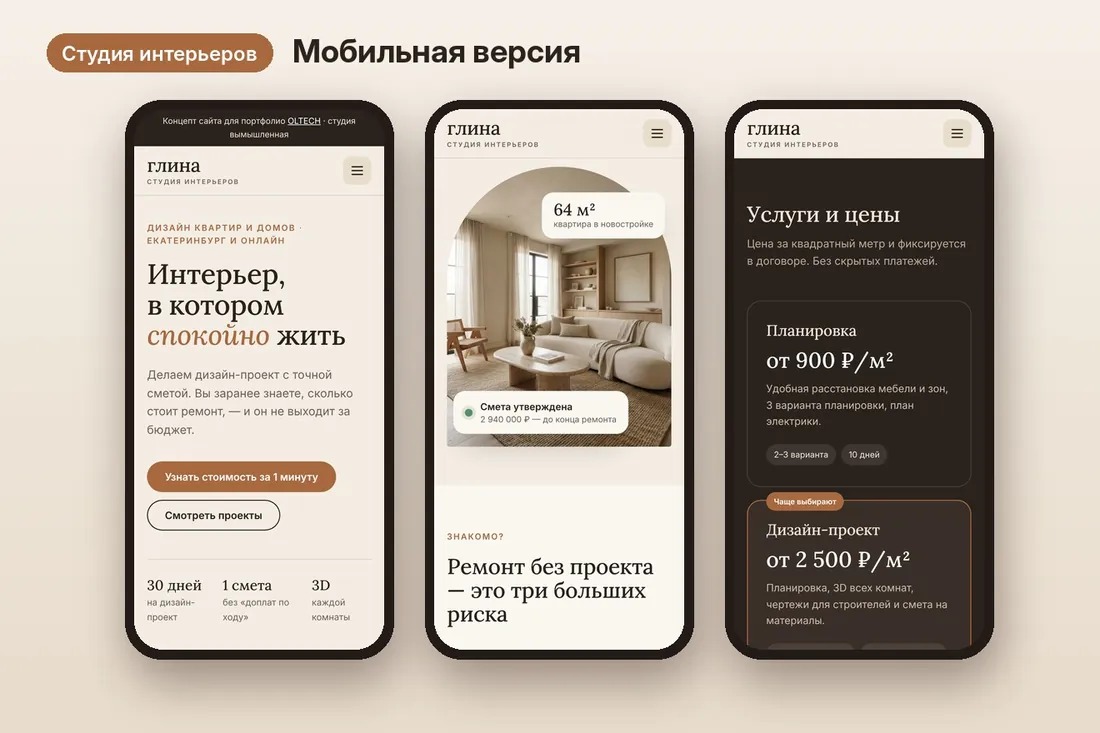 Студия интерьеров
Мобильная версия
Концепт сайта для портфолио OLTECH · студия
вымышленная
глина
СТУДИЯ ИНТЕРЬЕРОВ
ДИЗАЙН КВАРТИР И ДОМОВ ·
ЕКАТЕРИНБУРГ И ОНЛАЙН
Интерьер,
в котором
спокойно жить
Делаем дизайн-проект с точной
сметой. Вы заранее знаете, сколько
стоит ремонт, — и он не выходит за
бюджет.
Узнать стоимость за 1 минуту
Смотреть проекты
30 дней
на дизайн-
проект
1 смета
без «доплат по
ходу»
3D
каждой
комнаты
глина
СТУДИЯ ИНТЕРЬЕРОВ
64 м²
квартира в новостройке
Смета утверждена
2 940 000 ₽ — до конца ремонта
ЗНАКОМО?
Ремонт без проекта
— это три больших
риска
глина
СТУДИЯ ИНТЕРЬЕРОВ
Услуги и цены
Цена за квадратный метр и фиксируется
в договоре. Без скрытых платежей.
Планировка
от 900 ₽/м²
Удобная расстановка мебели и зон,
3 варианта планировки, план
электрики.
2–3 варианта
10 дней
Чаще выбирают
Дизайн-проект
от 2 500 ₽/м²
Планировка, 3D всех комнат,
чертежи для строителей и смета на
материалы.